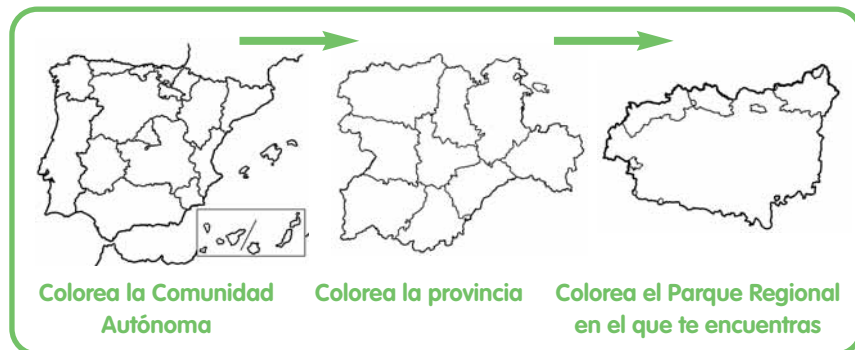 Colorea la Comunidad
Autónoma
Colorea la provincia
Colorea el Parque Regional
en el que te encuentras